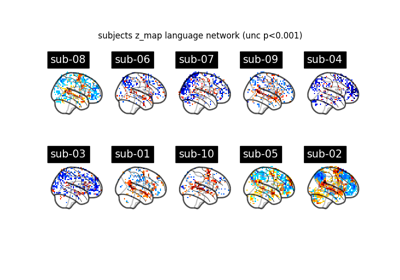 subjects z_map language network (unc p<0.001)
sub-08
sub-06
sub-07
sub-09
sub-04
sub-03
sub-01
sub-10
sub-05
sub-02